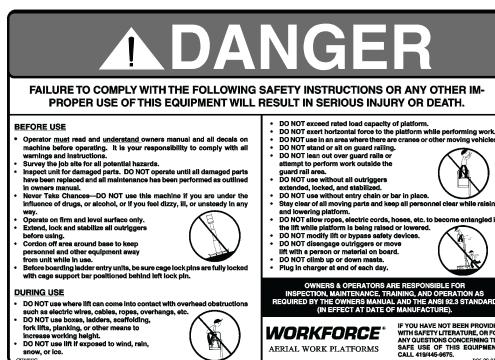 DANGER
FAILURE TO COMPLY WITH THE FOLLOWING SAFETY INSTRUCTIONS OR ANY OTHER IM-
PROPER USE OF THIS EQUIPMENT WILL RESULT IN SERIOUS INJURY OR DEATH.
BEFORE USE
• Operator must read and understand owners manual and all decals on
machine before operating. It is your responsibility to comply with all
warnings and instructions.
• Survey the job site for all potential hazards.
• Inspect unit for damaged parts. DO NOT operate until all damaged parts
have been replaced and all maintenance has been performed as outlined
in owners manual.
• Never Take Chances—DO NOT use this machine if you are under the
influence of drugs, or alcohol, or if you feel dizzy, ill, or unsteady in any
way.
• Operate on firm and level surface only.
• Extend, lock and stabilize all outriggers
before using.
• Cordon off area around base to keep
personnel and other equipment away
from unit while in use.
• Before boarding ladder entry units, be sure cage lock pins are fully locked
with cage support bar positioned behind left lock pin.
DURING USE
• DO NOT use where lift can come into contact with overhead obstructions
such as electric wires, cables, ropes, overhangs, etc.
• DO NOT use boxes, ladders, scaffolding,
fork lifts, planking, or other means to
increase working height.
• DO NOT use lift if exposed to wind, rain,
snow, or ice.
• DO NOT exceed rated load capacity of platform.
• DO NOT exert horizontal force to the platform while performing work.
• DO NOT use in an area where there are cranes or other moving vehicles
• DO NOT stand or sit on guard railing.
• DO NOT lean out over guard rails or
attempt to perform work outside the
guard rail area.
• DO NOT use without all outriggers
extended, locked, and stabilized.
• DO NOT use without entry chain or bar in place.
• Stay clear of all moving parts and keep all personnel clear while raisin
and lowering platform.
• DO NOT allow ropes, electric cords, hoses, etc. to become entangled i
the lift while platform is being raised or lowered.
• DO NOT modify lift or bypass safety devices.
• DO NOT disengage outriggers or move
lift with a person or material on board.
• DO NOT climb up or down masts.
• Plug in charger at end of each day.
OWNERS & OPERATORS ARE RESPONSIBLE FOR
INSPECTION, MAINTENANCE, TRAINING, AND OPERATION AS
REQUIRED BY THE OWNERS MANUAL AND THE ANSI 92.3 STANDARD
(IN EFFECT AT DATE OF MANUFACTURE).
WORKFORCE®
AERIAL WORK PLATFORMS
IF YOU HAVE NOT BEEN PROVIDE
WITH SAFETY LITERATURE, OR FO
ANY QUESTIONS CONCERNING TH
SAFE USE OF THIS EQUIPMEN
CALL 419/445-9675.